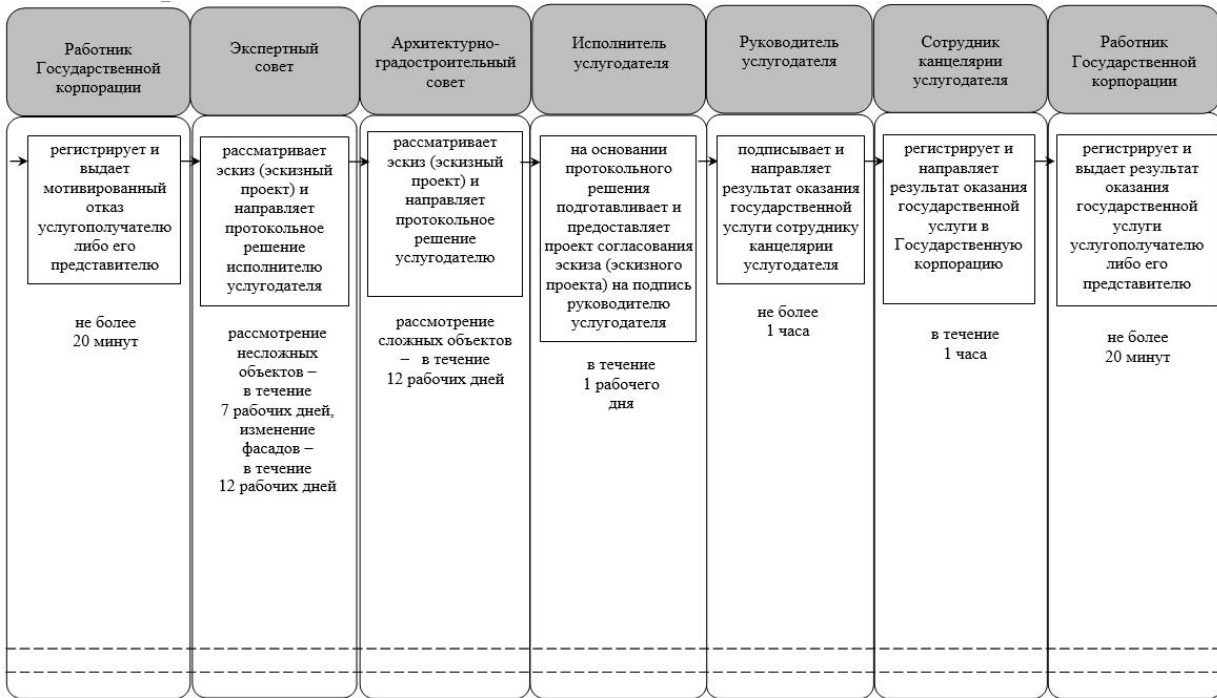 Работник
Государственной
корпорации
Экспертный
совет
Архитектурно-
градостроительный
совет
Исполнитель
услугодателя
Руководитель
услугодателя
Сотрудник
канцелярии
услугодателя
Работник
Государственной
корпорации
регистрирует и
выдает
мотивированный
отказ
услугополучателю
либо его
представителю
не более
20 минут
рассматривает
эскиз (эскизный
проект) и
направляет
протокольное
решение
исполнителю
услугодателя
рассмотрение
несложных
объектов –
в течение
7 рабочих дней,
изменение
фасадов –
в течение
12 рабочих дней
рассматривает
эскиз (эскизный
проект) и
направляет
протокольное
решение
услугодателю
рассмотрение
сложных объектов
– в течение
12 рабочих дней
на основании
протокольного
решения
подготавливает и
предоставляет
проект согласования
эскиза (эскизного
проекта) на подпись
руководителю
услугодателя
в течение
1 рабочего
дня
подписывает и
направляет
результат оказания
государственной
услуги сотруднику
канцелярии
услугодателя
не более
1 часа
регистрирует и
направляет
результат оказания
государственной
услуги в
Государственную
корпорацию
в течение
1 часа
регистрирует и
выдает результат
оказания
государственной
услуги
услугополучателю
либо его
представителю
не более
20 минут